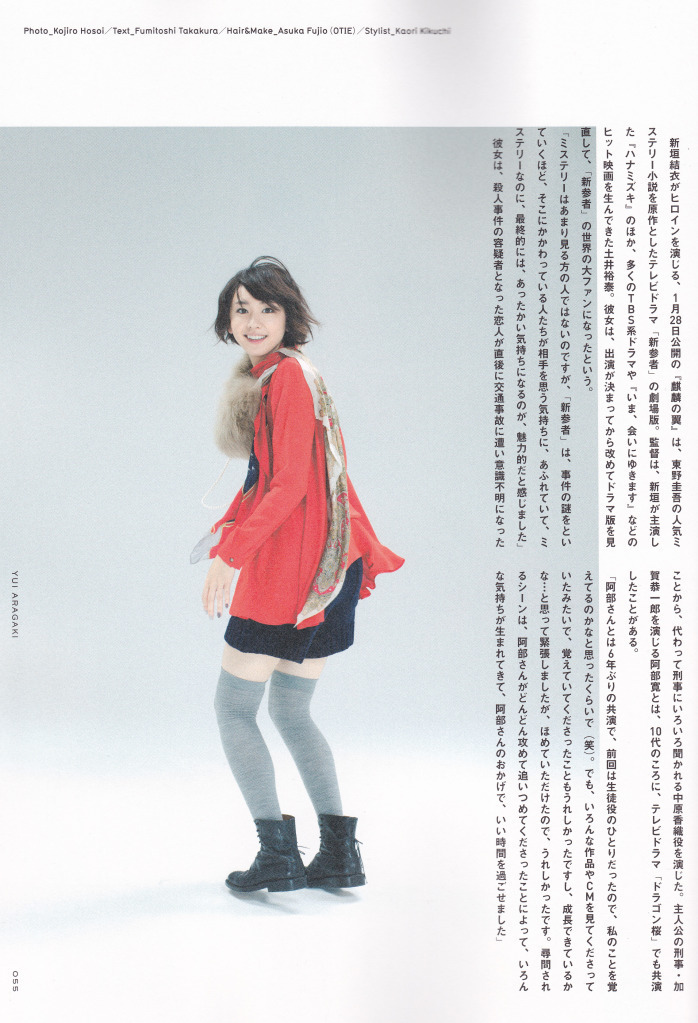 Photo_Kojiro Hosoi／Text_Fumitoshi Takakura／Hair&Make_Asuka Fujio（OTIE）／Stylist_Kaori Kikuchi
新垣結衣がヒロインを演じる、1月28日公開の『麒麟の翼』は、東野圭吾の人気ミ
ステリー小説を原作としたテレビドラマ「新参者」の劇場版。監督は、新垣が主演し
た『ハナミズキ』のほか、多くのTBS系ドラマや『いま、会いにゆきます』などの
ヒット映画を生んできた土井裕泰。彼女は、出演が決まってから改めてドラマ版を見
直して、「新参者」の世界の大ファンになったという。
「ミステリーはあまり見る方の人ではないのですが、「新参者」は、事件の謎をとい
ていくほど、そこにかかわっている人たちが相手を思う気持ちに、あふれていて、ミ
ステリーなのに、最終的には、あったかい気持ちになるのが、魅力的だと感じました」
彼女は、殺人事件の容疑者となった恋人が直後に交通事故に遭い意識不明になった
ことから、代わって刑事にいろいろ聞かれる中原香織役を演じた。主人公の刑事・加
賀恭一郎を演じる阿部寛とは、10代のころに、テレビドラマ「ドラゴン桜」でも共演
したことがある。
「阿部さんとは6年ぶりの共演で、前回は生徒役のひとりだったので、私のことを覚
えてるのかなと思ったくらいで（笑）。でも、いろんな作品やCMを見てくださって
いたみたいで、覚えていてくださったこともうれしかったですし、成長できているか
な…と思って緊張しましたが、ほめていただけたので、うれしかったです。尋問され
るシーンは、阿部さんがどんどん攻めて追いつめてくださったことによって、いろん
な気持ちが生まれてきて、阿部さんのおかげで、いい時間を過ごせました」
YUI ARAGAKI
055